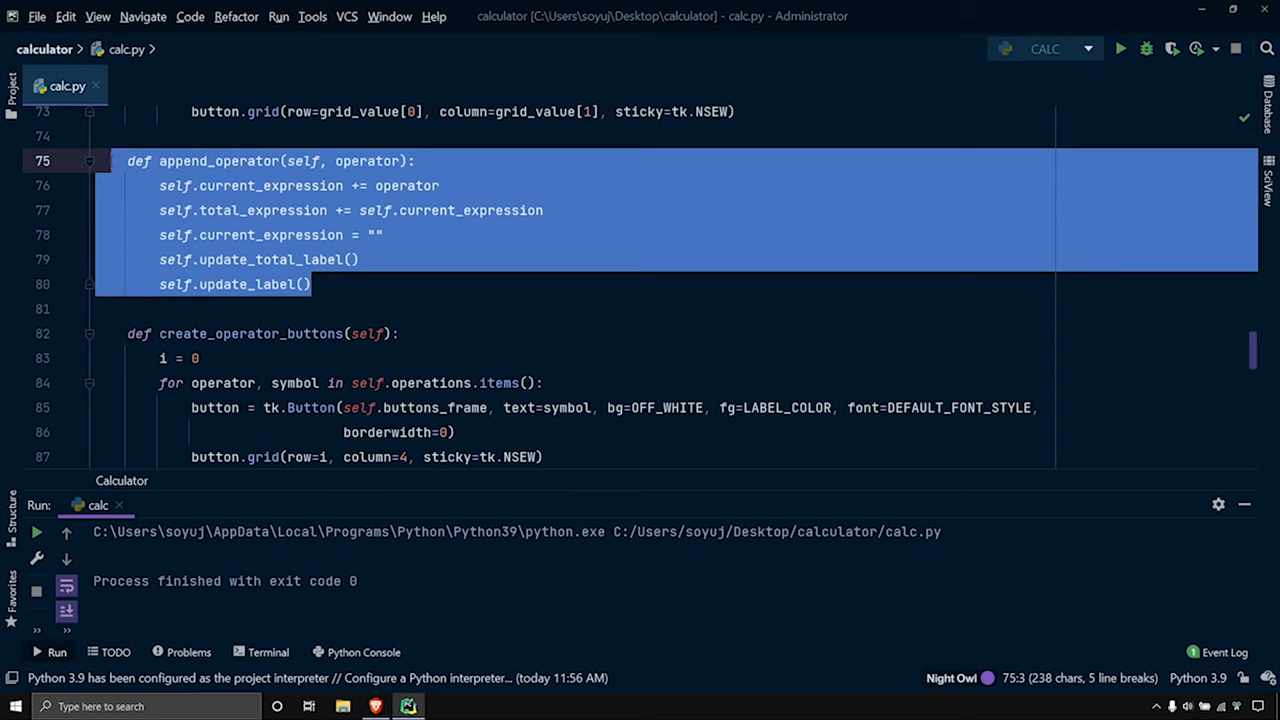 File Edit View Navigate Code Refactor Run Tools VCS Window Help calculator [C:\Users\soyuj\Desktop\calculator] - calc.py - Administrator
calculator calc.py CALC
Project
calc.py
Database
SciView
73 button.grid(row=grid_value[0], column=grid_value[1], sticky=tk.NSEW)
74
75 def append_operator(self, operator):
76 self.current_expression += operator
77 self.total_expression += self.current_expression
78 self.current_expression = ""
79 self.update_total_label()
80 self.update_label()
81
82 def create_operator_buttons(self):
83 i = 0
84 for operator, symbol in self.operations.items():
85 button = tk.Button(self.buttons_frame, text=symbol, bg=OFF_WHITE, fg=LABEL_COLOR, font=DEFAULT_FONT_STYLE,
86 borderwidth=0)
87 button.grid(row=i, column=4, sticky=tk.NSEW)
Calculator
Structure
Favorites
Run: calc
C:\Users\soyuj\AppData\Local\Programs\Python\Python39\python.exe C:/Users/soyuj/Desktop/calculator/calc.py
Process finished with exit code 0
» »
Run TODO Problems Terminal Python Console 1 Event Log
Python 3.9 has been configured as the project interpreter // Configure a Python interpreter... (today 11:56 AM) Night Owl 75:3 (238 chars, 5 line breaks) Python 3.9
Type here to search